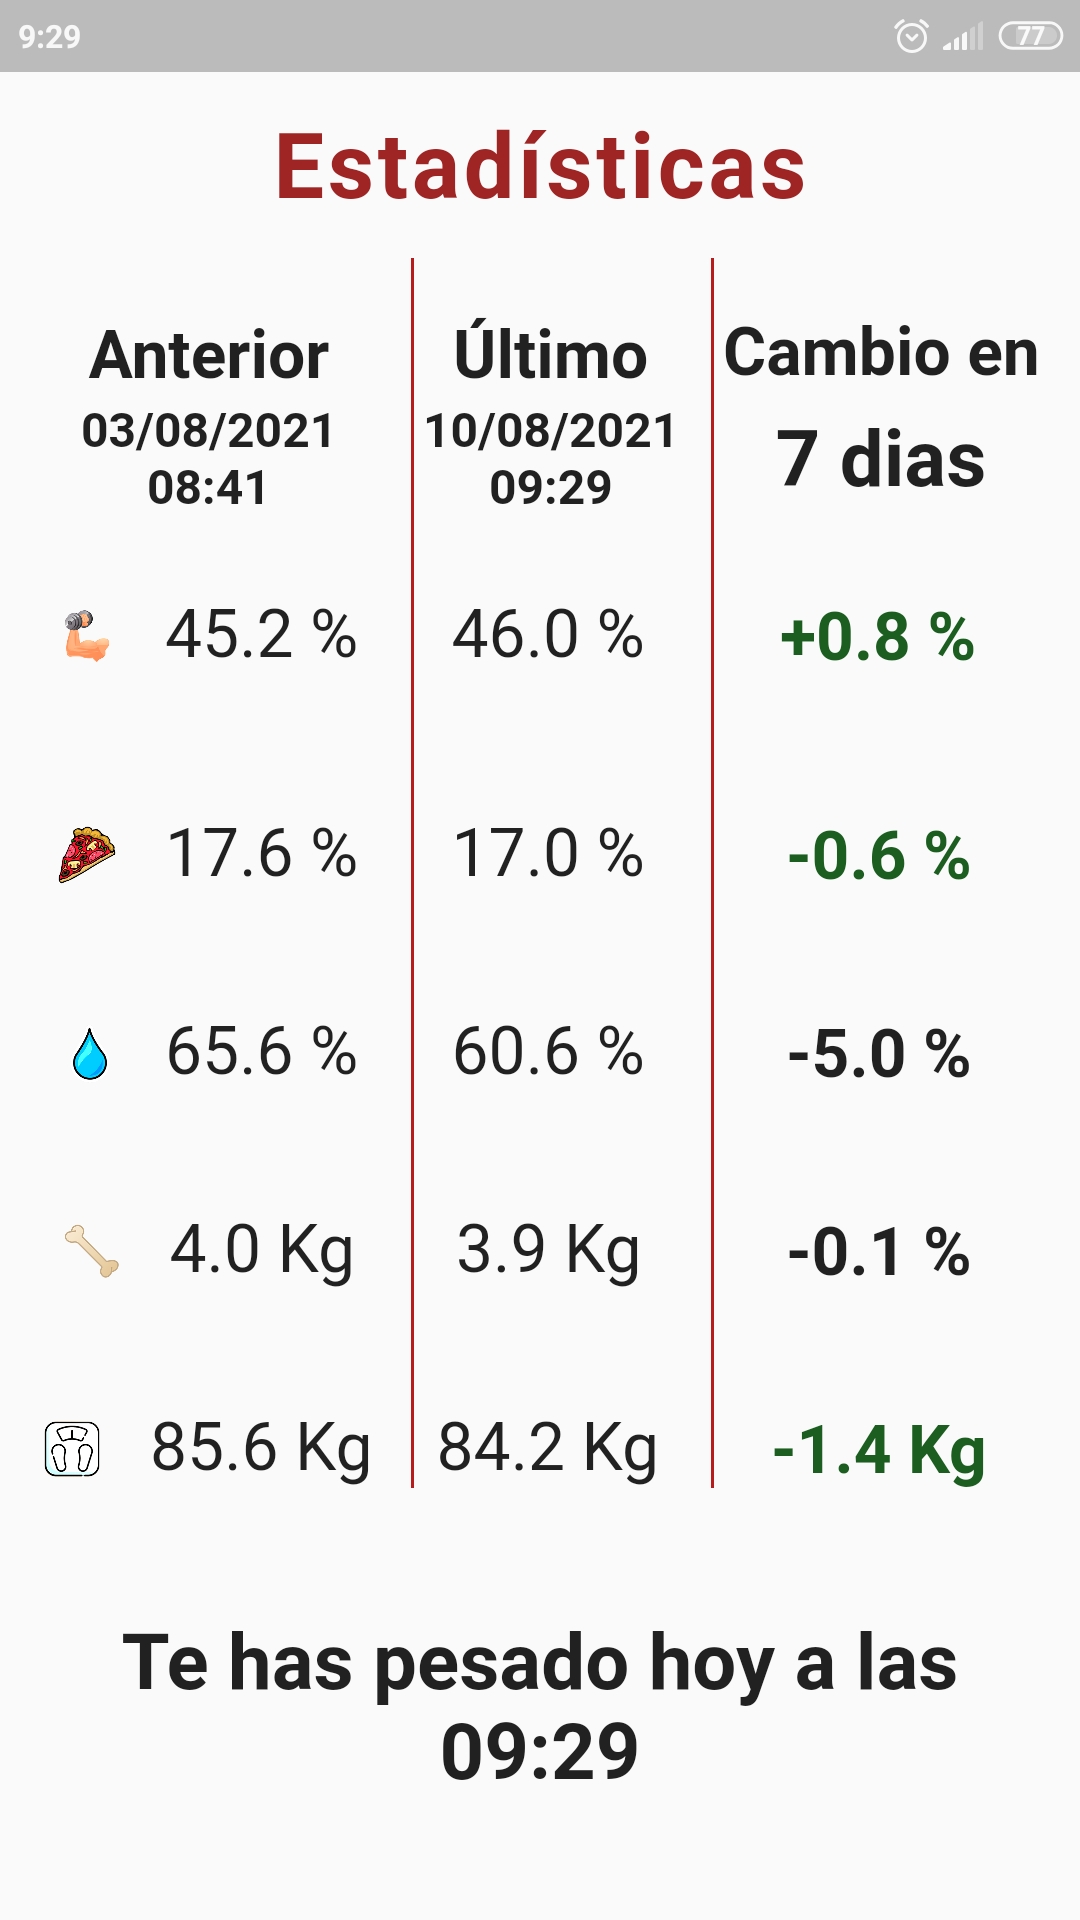 9:29
77
Estadísticas
Anterior
03/08/2021
08:41
Último
10/08/2021
09:29
Cambio en
7 dias
45.2 % 46.0 % +0.8 %
17.6 % 17.0 % -0.6 %
65.6 % 60.6 % -5.0 %
4.0 Kg 3.9 Kg -0.1 %
85.6 Kg 84.2 Kg -1.4 Kg
Te has pesado hoy a las
09:29